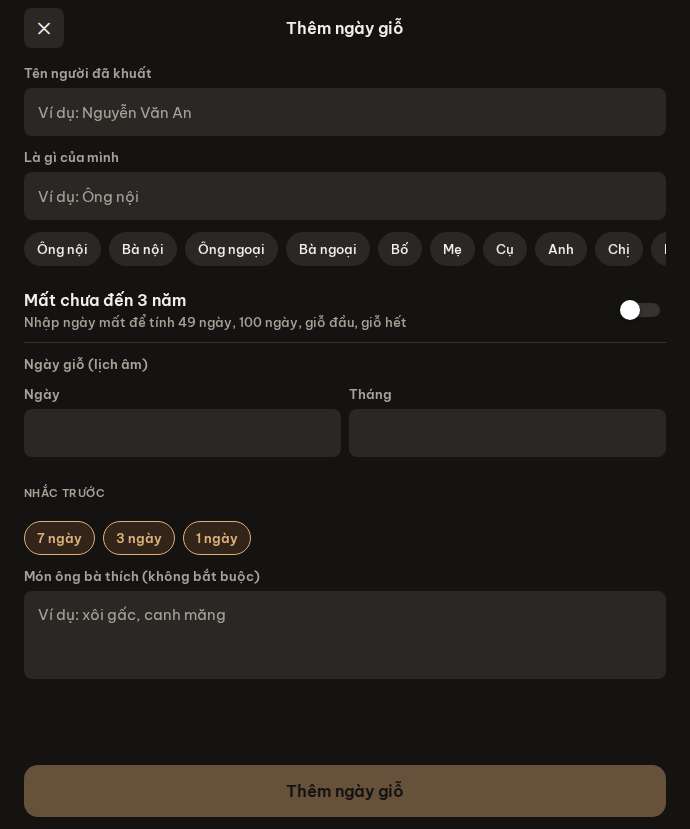 Thêm ngày giỗ
Tên người đã khuất
Ví dụ: Nguyễn Văn An
Là gì của mình
Ví dụ: Ông nội
Ông nội Bà nội Ông ngoại Bà ngoại Bố Mẹ Cụ Anh Chị
Mất chưa đến 3 năm
Nhập ngày mất để tính 49 ngày, 100 ngày, giỗ đầu, giỗ hết
Ngày giỗ (lịch âm)
Ngày Tháng
NHẮC TRƯỚC
7 ngày 3 ngày 1 ngày
Món ông bà thích (không bắt buộc)
Ví dụ: xôi gấc, canh măng
Thêm ngày giỗ